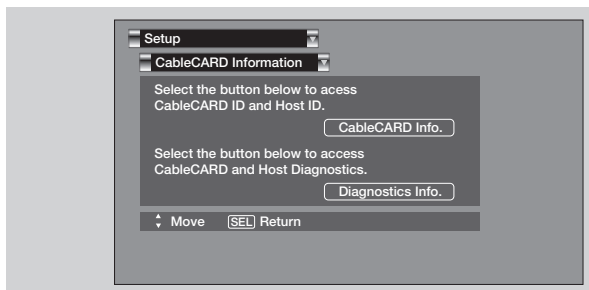 Setup
CableCARD Information
Select the button below to acess
CableCARD ID and Host ID.
CableCARD Info.
Select the button below to access
CableCARD and Host Diagnostics.
Diagnostics Info.
Move SEL Return